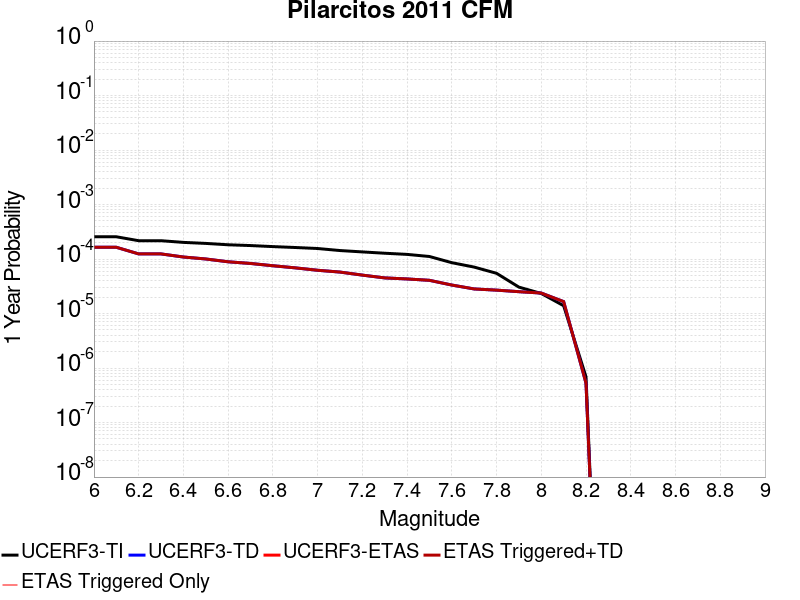 Pilarcitos 2011 CFM
1 Year Probability
10^0
10^-1
10^-2
10^-3
10^-4
10^-5
10^-6
10^-7
10^-8
6 6.2 6.4 6.6 6.8 7 7.2 7.4 7.6 7.8 8 8.2 8.4 8.6 8.8 9
Magnitude
UCERF3-TI UCERF3-TD UCERF3-ETAS ETAS Triggered+TD
ETAS Triggered Only